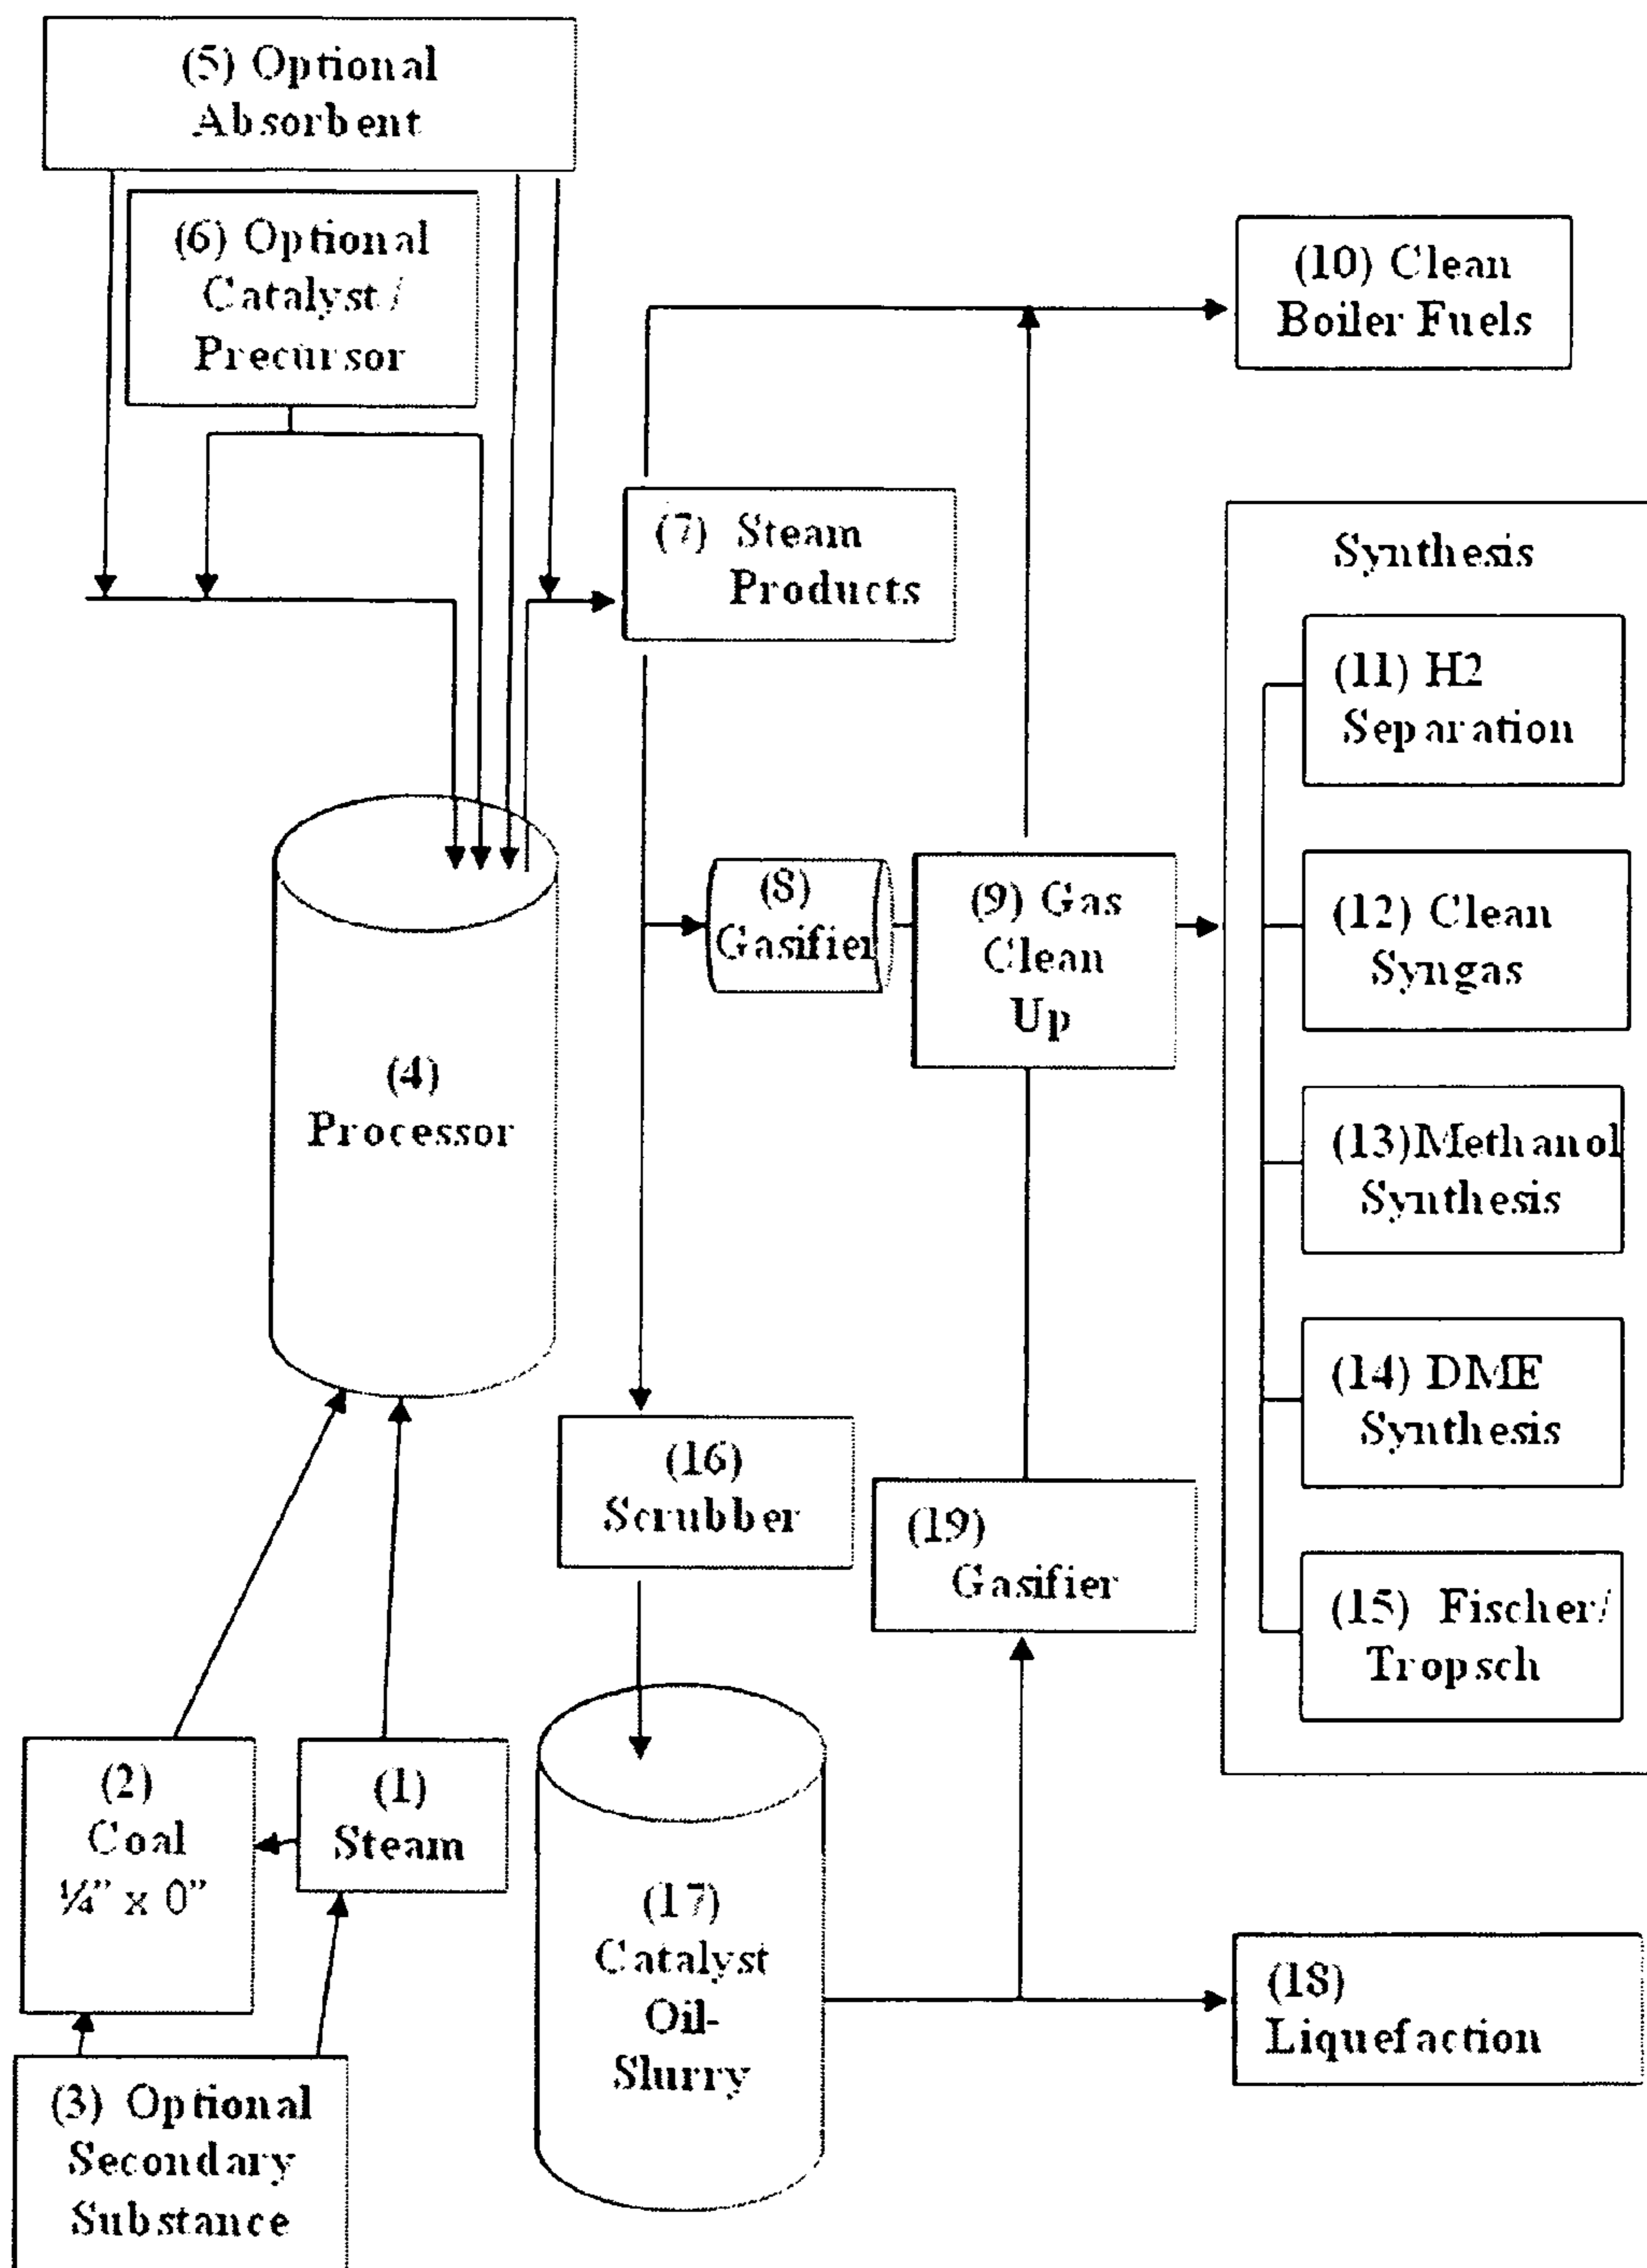 (5) Optional
Absorbent
(6) Optional
Catalyst /
Precursor
(10) Clean
Boiler Fuels
(7) Steam
Products
Synthesis
(11) H2
Separation
(8)
Gasifier
(9) Gas
Clean
Up
(12) Clean
Syngas
(4)
Processor
(13)Methanol
Synthesis
(14) DME
Synthesis
(16)
Scrubber
(19)
Gasifier
(15) Fischer/
Tropsch
(2)
Coal
¼” x 0”
(1)
Steam
(17)
Catalyst
Oil-
Slurry
(18)
Liquefaction
(3) Optional
Secondary
Substance